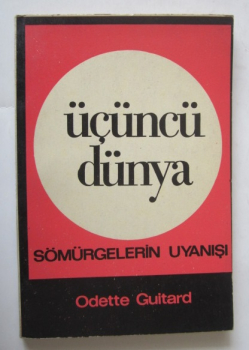 üçüncü
dünya
SÖMÜRGELERİN UYANIŞI
Odette Guitard